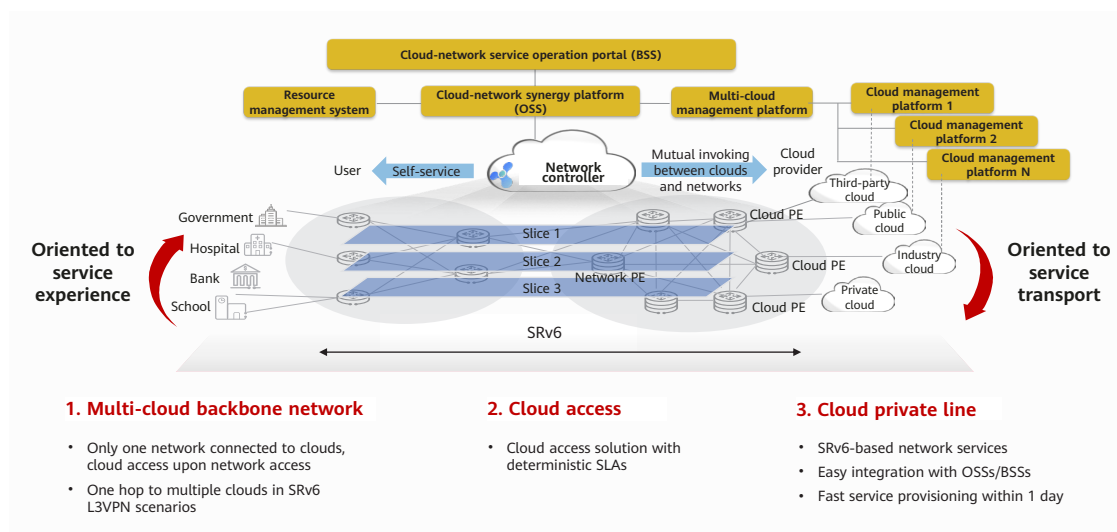 Cloud-network service operation portal (BSS)
Resource
management system
Cloud-network synergy platform
(OSS)
Multi-cloud
management platform
Cloud management
platform 1
Cloud management
platform 2
Cloud management
platform N
User
Self-service
Network
controller
Mutual invoking
between clouds
and networks
Cloud
provider
Third-party
cloud
Government
Cloud PE
Public
cloud
Slice 1
Hospital
Oriented to
service
experience
Slice 2
Cloud PE
Industry
cloud
Oriented to
service
transport
Bank
Network PE
Slice 3
Private
cloud
School
Cloud PE
SRv6
1. Multi-cloud backbone network
• Only one network connected to clouds,
cloud access upon network access
• One hop to multiple clouds in SRv6
L3VPN scenarios
2. Cloud access
• Cloud access solution with
deterministic SLAs
3. Cloud private line
• SRv6-based network services
• Easy integration with OSSs/BSSs
• Fast service provisioning within 1 day